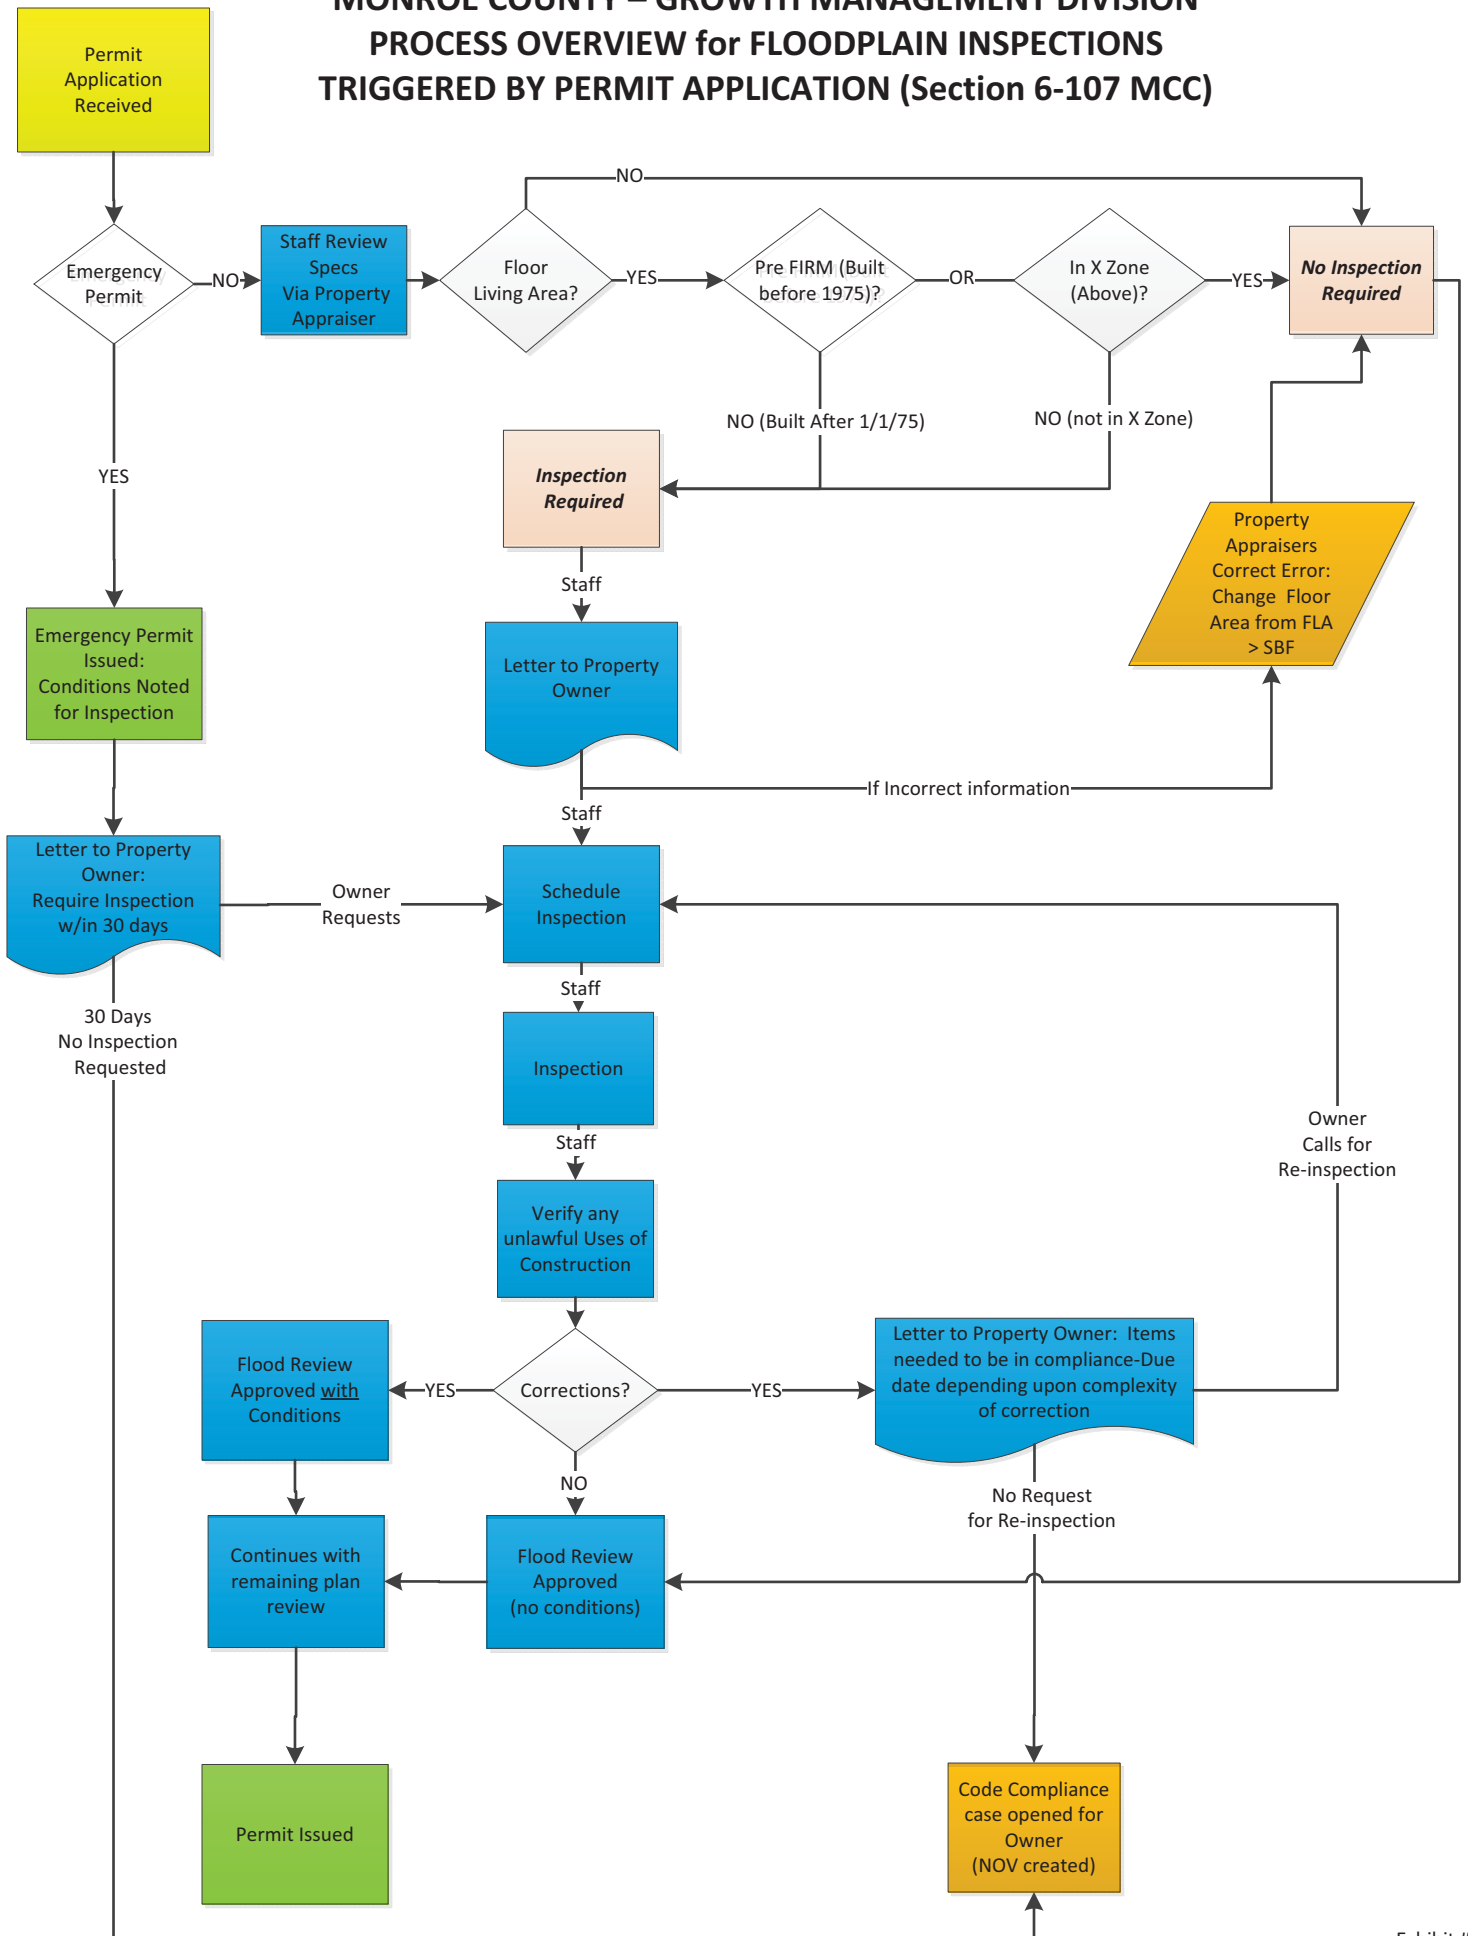 MONROE COUNTY – GROWTH MANAGEMENT DIVISION
PROCESS OVERVIEW for FLOODPLAIN INSPECTIONS
TRIGGERED BY PERMIT APPLICATION (Section 6-107 MCC)
Permit
Application
Received
Emergency
Permit
NO
Staff Review
Specs
Via Property
Appraiser
Floor
Living Area?
NO
YES
Pre FIRM (Built
before 1975)?
OR
In X Zone
(Above)?
YES
No Inspection
Required
NO (Built After 1/1/75)
NO (not in X Zone)
YES
Inspection
Required
Staff
Property
Appraisers
Correct Error:
Change Floor
Area from FLA
> SBF
Emergency Permit
Issued:
Conditions Noted
for Inspection
Letter to Property
Owner
If Incorrect information
Staff
Letter to Property
Owner:
Require Inspection
w/in 30 days
Owner
Requests
Schedule
Inspection
Staff
30 Days
No Inspection
Requested
Inspection
Staff
Owner
Calls for
Re-inspection
Verify any
unlawful Uses of
Construction
Flood Review
Approved with
Conditions
YES
Corrections?
YES
Letter to Property Owner: Items
needed to be in compliance-Due
date depending upon complexity
of correction
NO
No Request
for Re-inspection
Continues with
remaining plan
review
Flood Review
Approved
(no conditions)
Permit Issued
Code Compliance
case opened for
Owner
(NOV created)